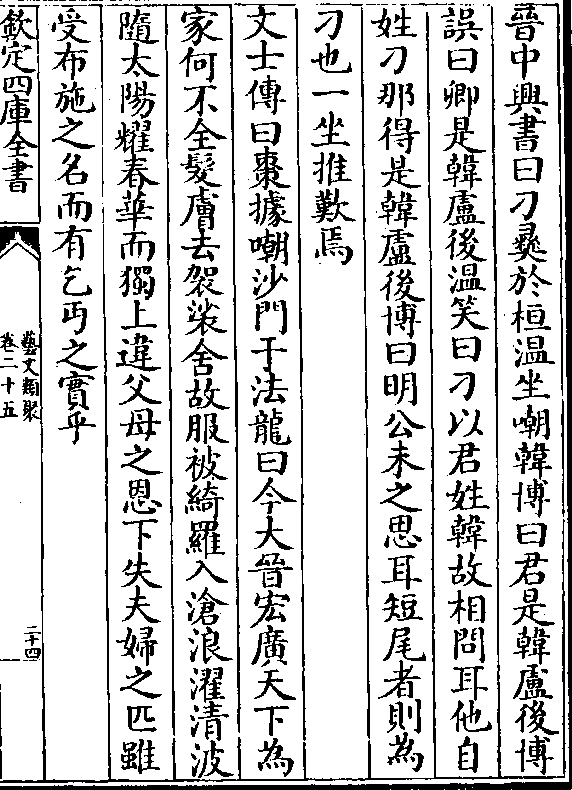 晉中興書曰刁彛於桓温坐嘲韓博曰君是韓盧後博
誤曰卿是韓盧後温笑曰刁以君姓韓故相問耳他自
姓刁那得是韓盧後博曰明公未之思耳短尾者則為
刁也一坐推歎焉
文士傳曰棗據嘲沙門于法龍曰今大晉宏廣天下為
家何不全髮膚去袈裟舍故服被綺羅入滄浪濯清波
隨太陽耀春華而獨上違父母之恩下失夫婦之匹雖
受布施之名而有乞丐之實乎
欽定四庫全書
藝文類聚
卷二十五
二十四